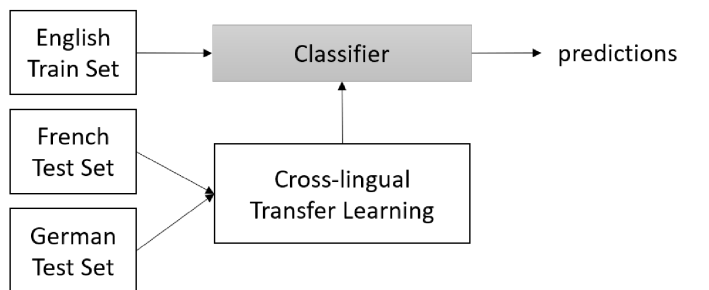 English
Train Set
Classifier
predictions
French
Test Set
Cross-lingual
Transfer Learning
German
Test Set